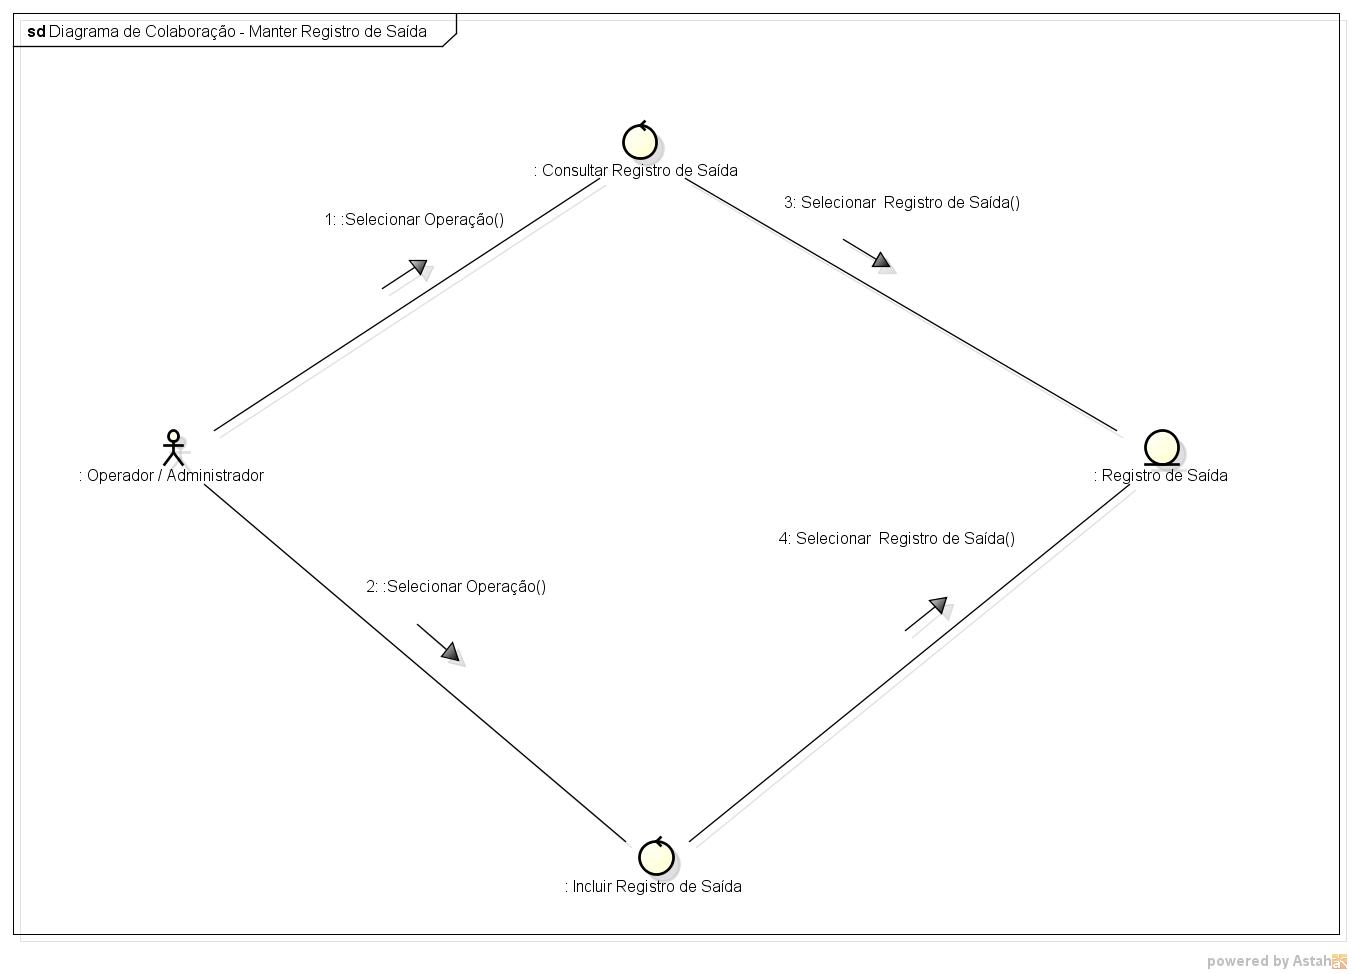 sd Diagrama de Colaboração - Manter Registro de Saída
: Consultar Registro de Saída
3: Selecionar  Registro de Saída()
1: :Selecionar Operação()
: Operador / Administrador
: Registro de Saída
4: Selecionar  Registro de Saída()
2: :Selecionar Operação()
: Incluir Registro de Saída
powered by Astah